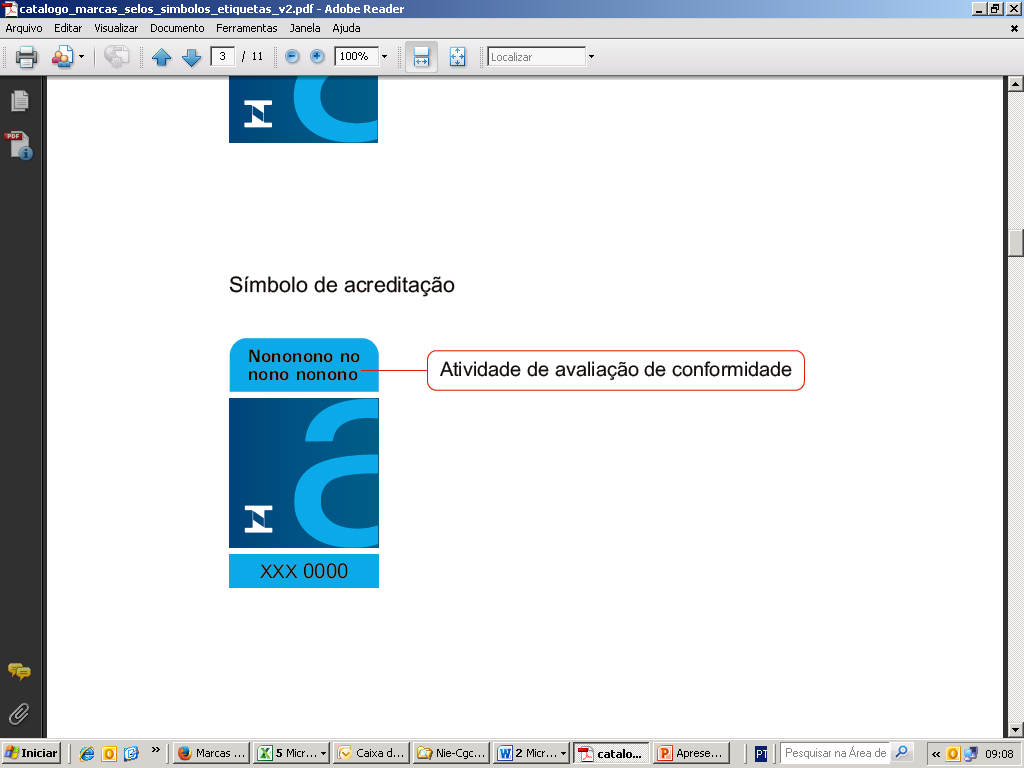 catalogo_marcas_selos_simbolos_etiquetas_v2.pdf - Adobe Reader
Arquivo Editar Visualizar Documento Ferramentas Janela Ajuda
3 / 11 100% Localizar
PDF
Símbolo de acreditação
Nononono no
nono nonono
Atividade de avaliação de conformidade
XXX 0000
Iniciar » Marcas ... 5 Micr... Caixa d... Nie-Cgc... 2 Micr... catalo... Aprese... PT Pesquisar na Área de « 09:08